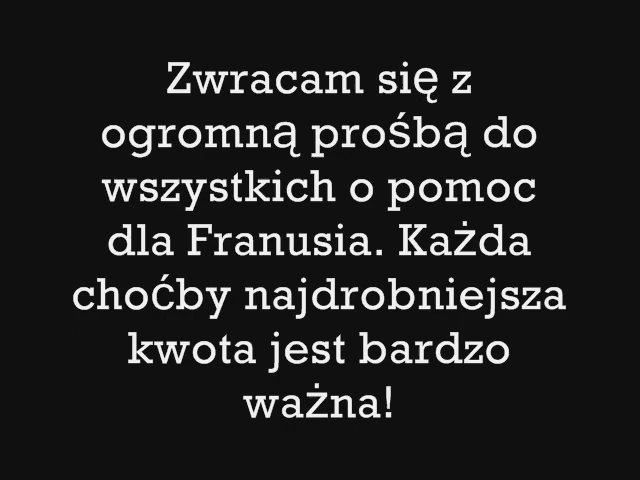 Zwracam się z
ogromną prośbą do
wszystkich o pomoc
dla Franusia. Każda
choćby najdrobniejsza
kwota jest bardzo
ważna!